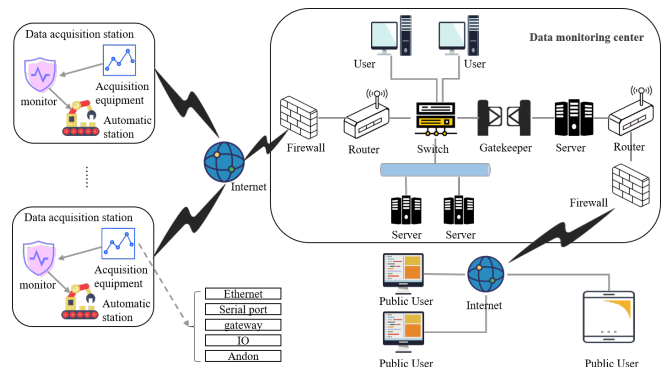 Data acquisition station
monitor
Acquisition
equipment
Automatic
station
Data acquisition station
monitor
Acquisition
equipment
Automatic
station
Ethernet
Serial port
gateway
IO
Andon
Internet
Data monitoring center
User
User
Firewall
Router
Switch
Gatekeeper
Server
Router
Firewall
Server
Server
Public User
Internet
Public User
Public User